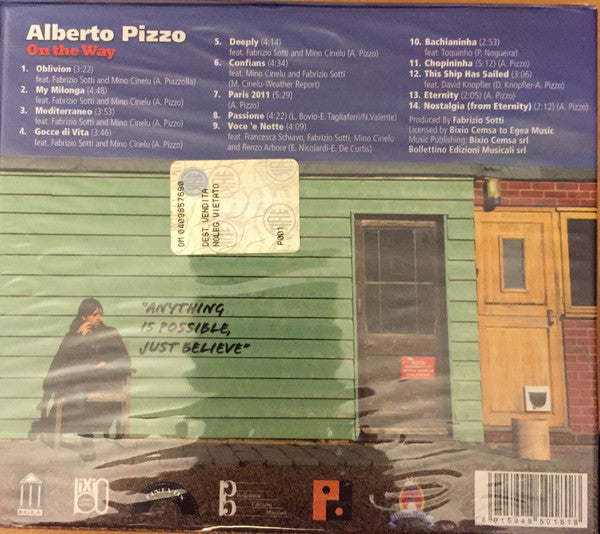 Alberto Pizzo
On the Way
1. Oblivion (3:22)
feat. Fabrizio Sotti and Mino Cinelu (A. Piazzolla)
2. My Milonga (4:48)
feat. Fabrizio Sotti and Mino Cinelu (A. Pizzo)
3. Mediterraneo (3:53)
feat. Fabrizio Sotti and Mino Cinelu (A. Pizzo)
4. Gocce di Vita (3:46)
feat. Fabrizio Sotti and Mino Cinelu (A. Pizzo)
5. Deeply (4:14)
feat. Fabrizio Sotti and Mino Cinelu (A. Pizzo)
6. Confians (4:34)
feat. Mino Cinelu and Fabrizio Sotti
(M. Cinelu-Weather Report)
7. Paris 2011 (5:29)
(A. Pizzo)
8. Passione (4:22) (L. Bovio-E. Tagliaferri/N.Valente)
9. Voce 'e Notte (4:09)
feat. Francesca Schiavo, Fabrizio Sotti, Mino Cinelu
and Renzo Arbore (E. Nicolardi-E. De Curtis)
10. Bachianinha (2:53)
feat. Toquinho (P. Nogueira)
11. Chopininha (5:12) (A. Pizzo)
12. This Ship Has Sailed (3:06)
feat. David Knopfler (D. Knopfler-A. Pizzo)
13. Eternity (2:05) (A. Pizzo)
14. Nostalgia (from Eternity) (2:12) (A. Pizzo)
Produced By Fabrizio Sotti
Licensed by Bixio Cemsa to Egea Music
Music Publishing: Bixio Cemsa srl
Bollettino Edizioni Musicali srl
DM 0409857690
DEST.VENDITA
NOLEG.VIETATO
P001
"ANYTHING
IS POSSIBLE,
JUST BELIEVE"
EGEA
8 015948 501818